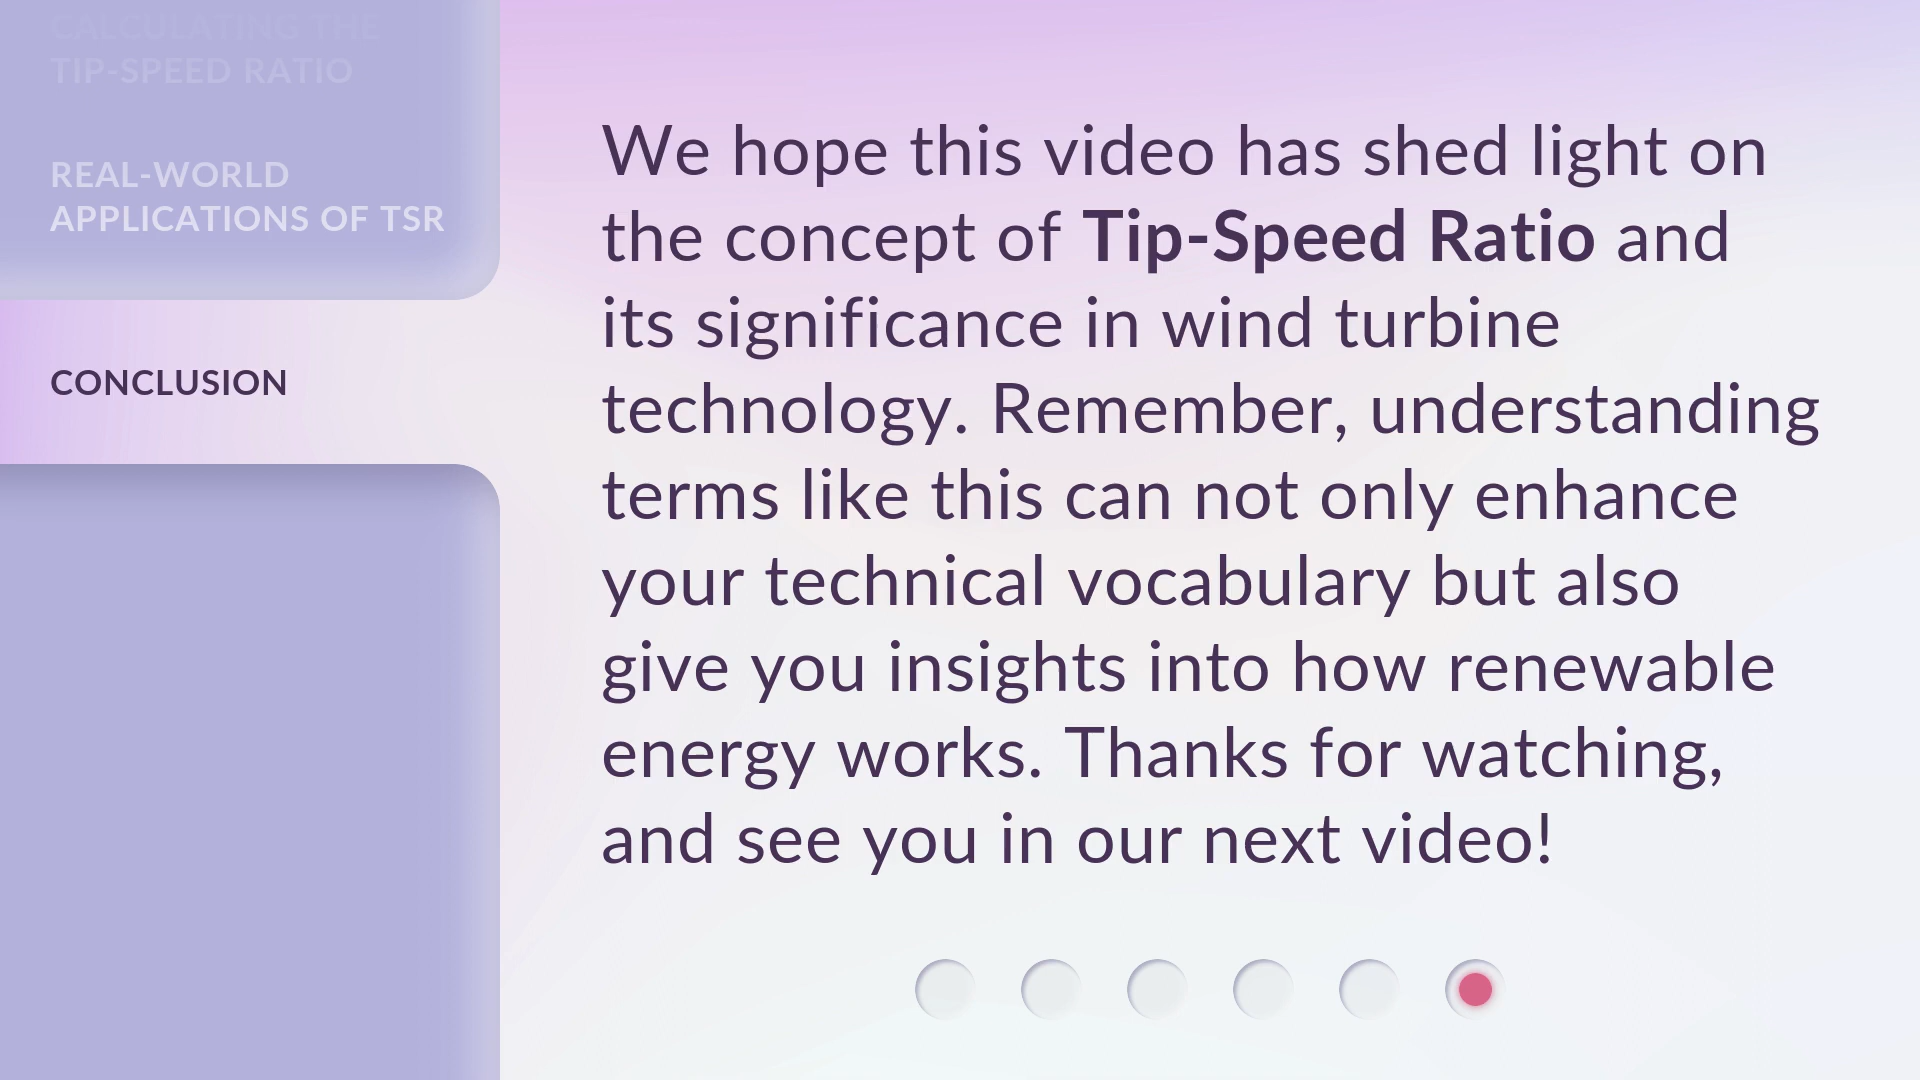 CALCULATING THE
TIP-SPEED RATIO
REAL-WORLD
APPLICATIONS OF TSR
CONCLUSION
We hope this video has shed light on
the concept of Tip-Speed Ratio and
its significance in wind turbine
technology. Remember, understanding
terms like this can not only enhance
your technical vocabulary but also
give you insights into how renewable
energy works. Thanks for watching,
and see you in our next video!